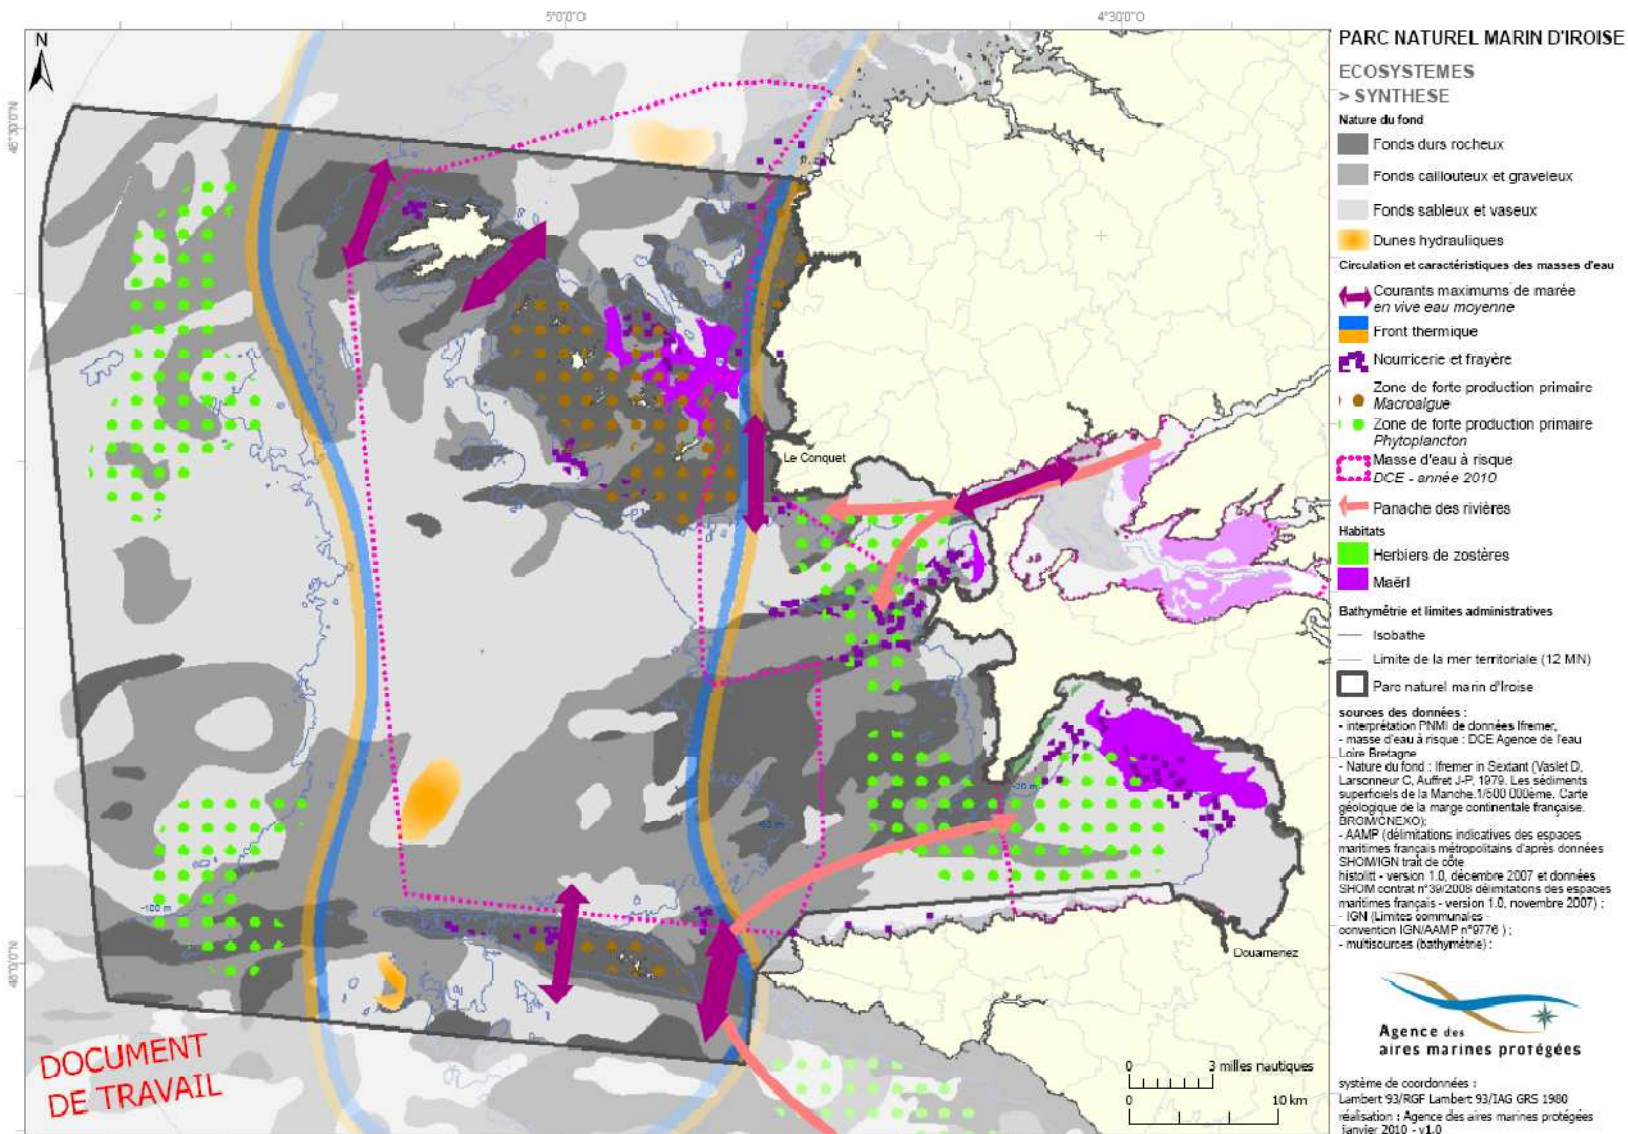 5°0'0"O
4°30'0"O
N
48°30'0"N
48°0'0"N
Le Conquet
Douarnenez
-20 m
-50 m
-100 m
DOCUMENT
DE TRAVAIL
0 3 milles nautiques
0 10 km
PARC NATUREL MARIN D'IROISE
ECOSYSTEMES
> SYNTHESE
Nature du fond
Fonds durs rocheux
Fonds caillouteux et graveleux
Fonds sableux et vaseux
Dunes hydrauliques
Circulation et caractéristiques des masses d'eau
Courants maximums de marée
en vive eau moyenne
Front thermique
Nourricerie et frayère
Zone de forte production primaire
Macroalgue
Zone de forte production primaire
Phytoplancton
Masse d'eau à risque
DCE - année 2010
Panache des rivières
Habitats
Herbiers de zostères
Maërl
Bathymétrie et limites administratives
Isobathe
Limite de la mer territoriale (12 MN)
Parc naturel marin d'Iroise
sources des données :
- interprétation PNMI de données Ifremer,
- masse d'eau à risque : DCE Agence de l'eau
Loire Bretagne
- Nature du fond : Ifremer in Sextant (Vaslet D,
Larsonneur C, Auffret J-P, 1979. Les sédiments
superficiels de la Manche.1/500 000ème. Carte
géologique de la marge continentale française.
BRGM/CNEXO);
- AAMP (délimitations indicatives des espaces
maritimes français métropolitains d'après données
SHOM/IGN trait de côte
histolitt - version 1.0, décembre 2007 et données
SHOM contrat n°39/2008 délimitations des espaces
maritimes français - version 1.0, novembre 2007) ;
- IGN (Limites communales -
convention IGN/AAMP n°9776 ) ;
- multisources (bathymétrie) ;
Agence des
aires marines protégées
système de coordonnées :
Lambert 93/RGF Lambert 93/IAG GRS 1980
réalisation : Agence des aires marines protégées
janvier 2010 - v1.0